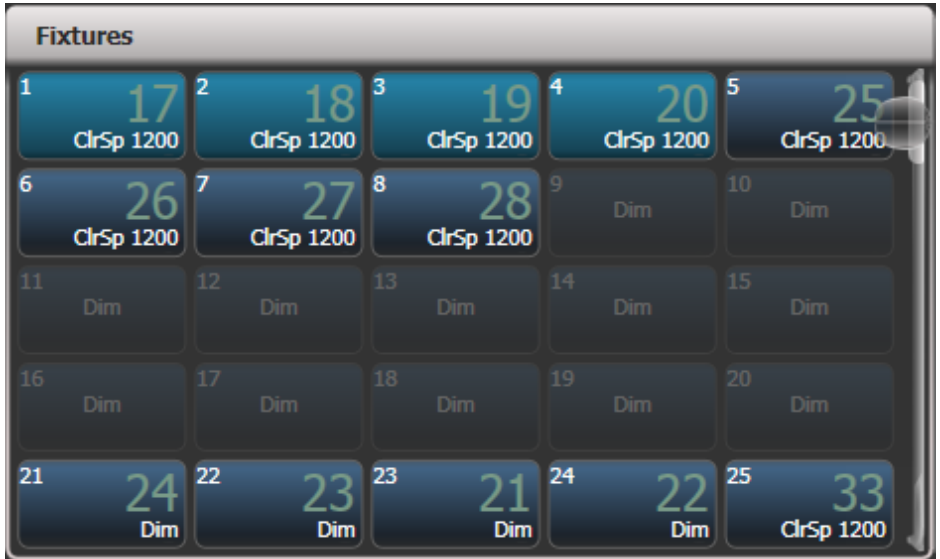 Fixtures
1 17 2 18 3 19 4 20 5 25
ClrSp 1200 ClrSp 1200 ClrSp 1200 ClrSp 1200 ClrSp 1200
6 26 7 27 8 28 9 10
ClrSp 1200 ClrSp 1200 ClrSp 1200 Dim Dim
11 12 13 14 15
Dim Dim Dim Dim Dim
16 17 18 19 20
Dim Dim Dim Dim Dim
21 24 22 23 23 21 24 22 25 33
Dim Dim Dim Dim ClrSp 1200